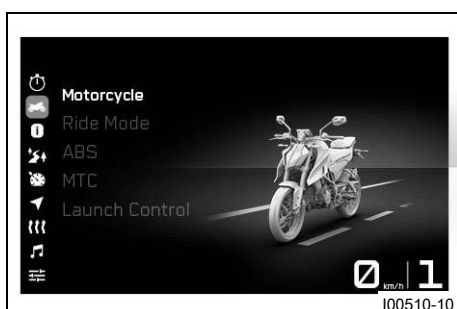 Motorcycle
Ride Mode
ABS
MTC
Launch Control
0 km/h 1
I00510-10